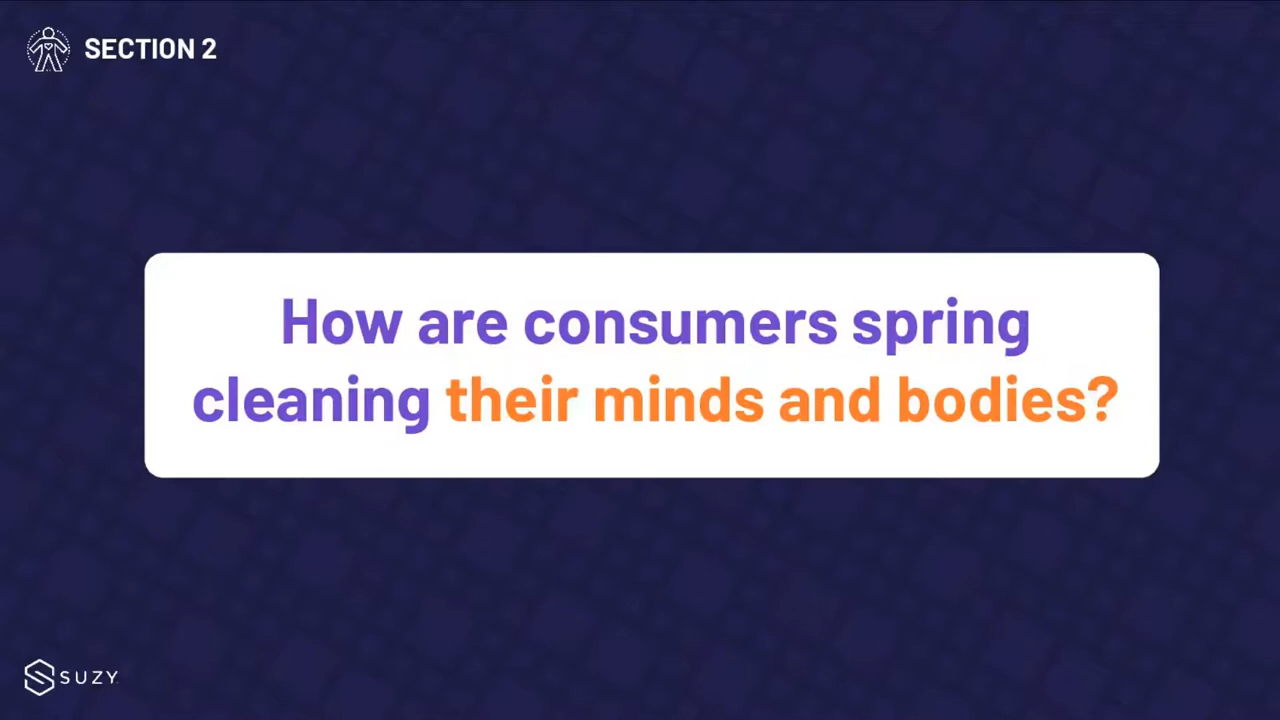 SECTION 2
How are consumers spring
cleaning their minds and bodies?
SUZY